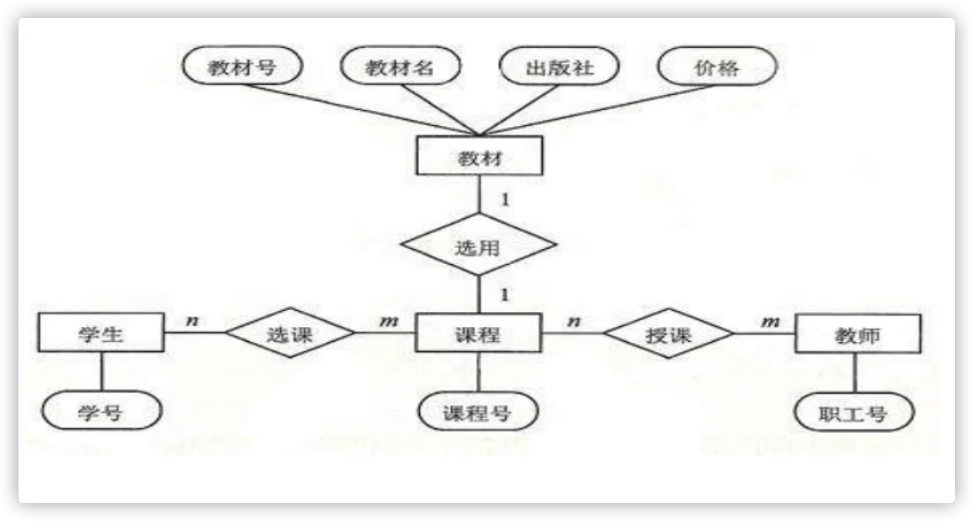 教材号 教材名 出版社 价格
教材
1
选用
1
学生 n 选课 m 课程 n 授课 m 教师
学号 课程号 职工号